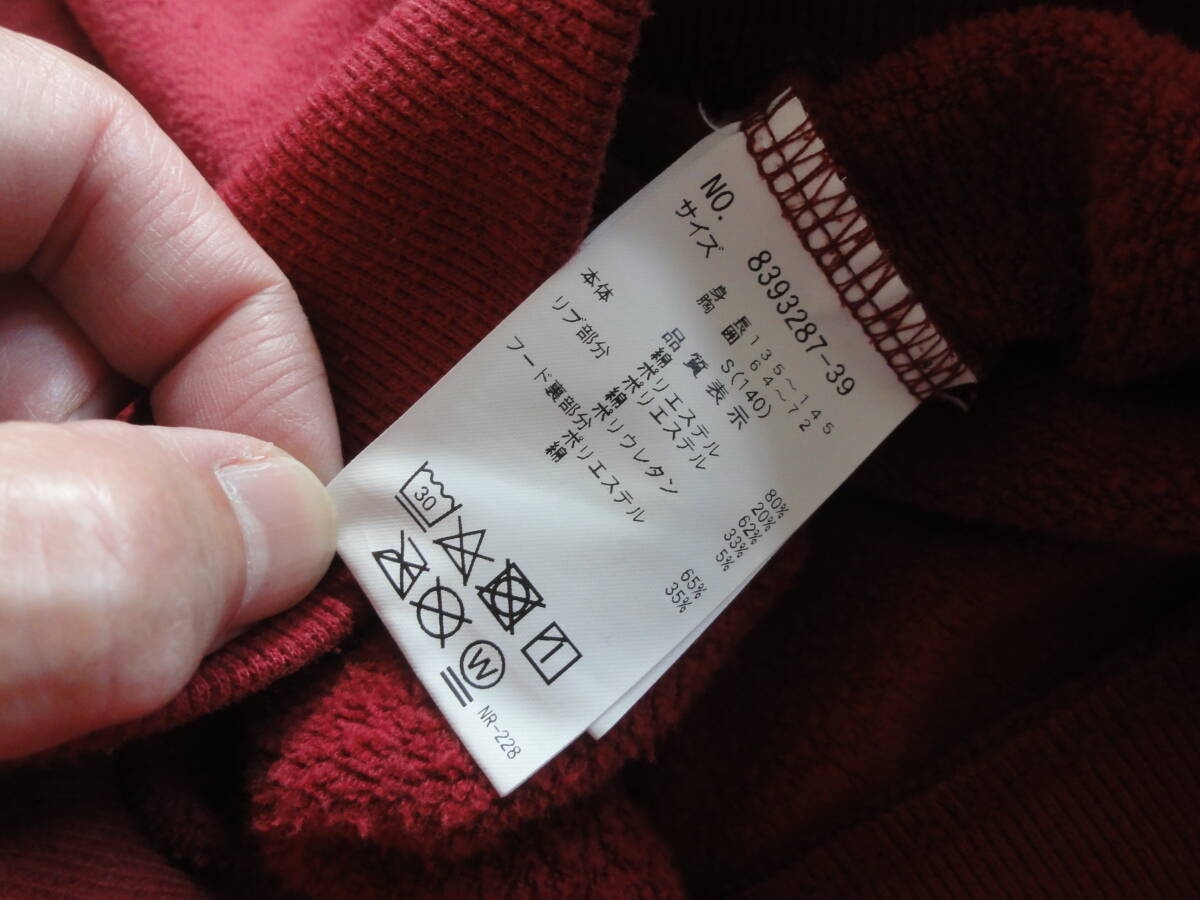 NO. 8393287-39
サイズ
身長 135～145
胸囲 64～72
S(140)
品質表示
本体 綿 80%
ポリエステル 20%
リブ部分 ポリエステル 62%
綿 33%
ポリウレタン 5%
フード裏部分
ポリエステル 65%
綿 35%
30
W
NR-228